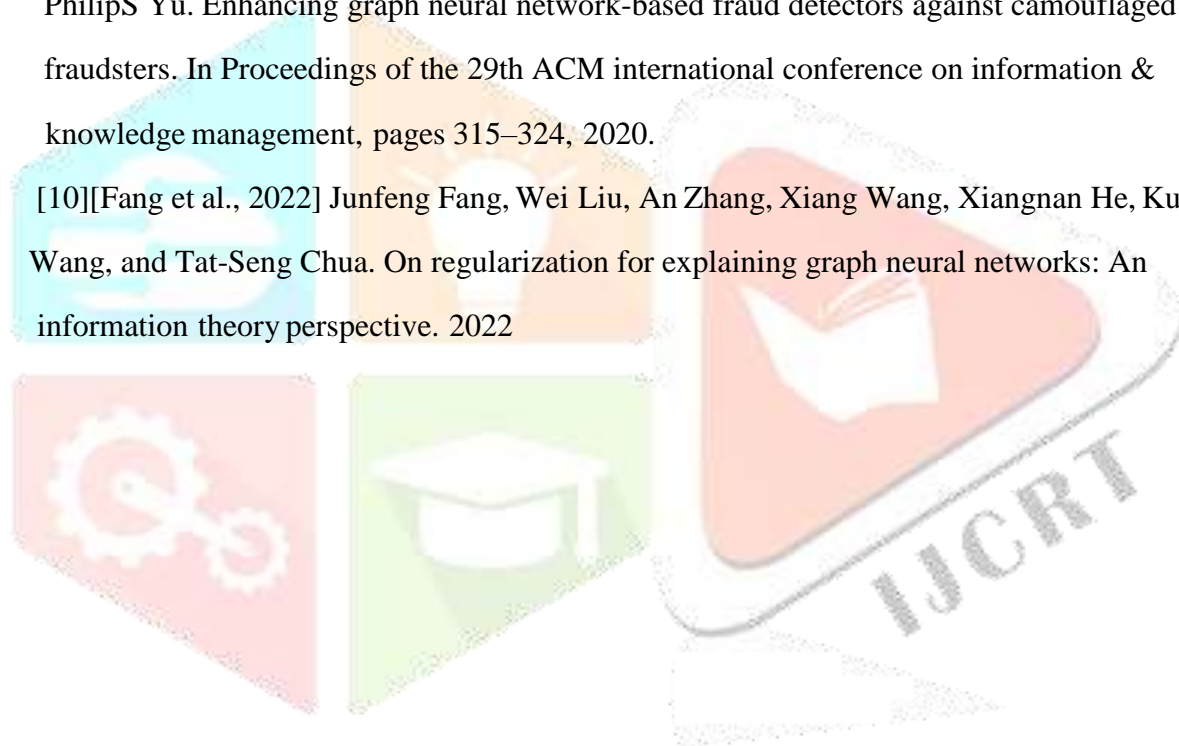 PhilipS Yu. Enhancing graph neural network-based fraud detectors against camouflaged
fraudsters. In Proceedings of the 29th ACM international conference on information &
knowledge management, pages 315–324, 2020.
[10][Fang et al., 2022] Junfeng Fang, Wei Liu, An Zhang, Xiang Wang, Xiangnan He, Ku
Wang, and Tat-Seng Chua. On regularization for explaining graph neural networks: An
information theory perspective. 2022
IJCRT